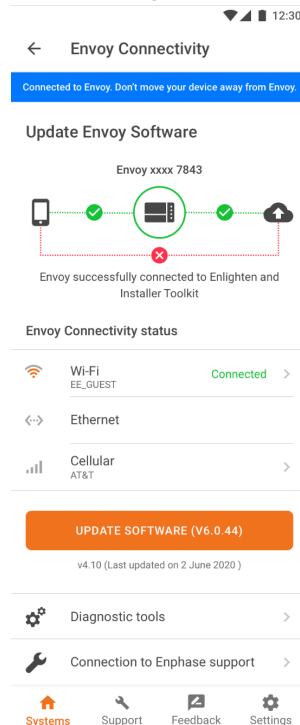 12:30
Envoy Connectivity
Connected to Envoy. Don't move your device away from Envoy.
Update Envoy Software
Envoy xxxx 7843
Envoy successfully connected to Enlighten and
Installer Toolkit
Envoy Connectivity status
Wi-Fi
Connected
EE_GUEST
Ethernet
Cellular
AT&T
UPDATE SOFTWARE (V6.0.44)
v4.10 (Last updated on 2 June 2020 )
Diagnostic tools
Connection to Enphase support
Systems Support Feedback Settings